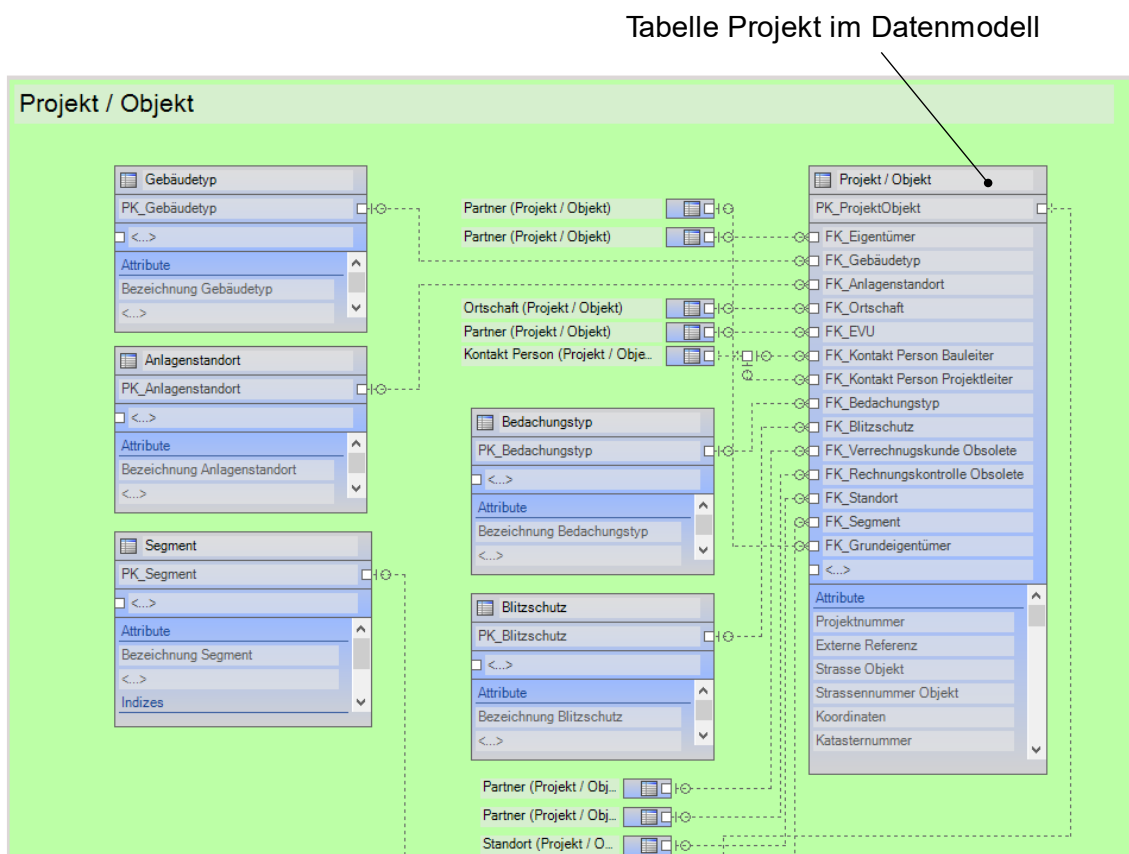 Tabelle Projekt im Datenmodell
Projekt / Objekt
Gebäudetyp
PK_Gebäudetyp
<...>
Attribute
Bezeichnung Gebäudetyp
<...>
Anlagenstandort
PK_Anlagenstandort
<...>
Attribute
Bezeichnung Anlagenstandort
<...>
Segment
PK_Segment
<...>
Attribute
Bezeichnung Segment
<...>
Indizes
Partner (Projekt / Objekt)
Partner (Projekt / Objekt)
Ortschaft (Projekt / Objekt)
Partner (Projekt / Objekt)
Kontakt Person (Projekt / Obje...
Bedachungstyp
PK_Bedachungstyp
<...>
Attribute
Bezeichnung Bedachungstyp
<...>
Blitzschutz
PK_Blitzschutz
<...>
Attribute
Bezeichnung Blitzschutz
<...>
Partner (Projekt / Obj...
Partner (Projekt / Obj...
Standort (Projekt / O...
Projekt / Objekt
PK_ProjektObjekt
FK_Eigentümer
FK_Gebäudetyp
FK_Anlagenstandort
FK_Ortschaft
FK_EVU
FK_Kontakt Person Bauleiter
FK_Kontakt Person Projektleiter
FK_Bedachungstyp
FK_Blitzschutz
FK_Verrechnugskunde Obsolete
FK_Rechnungskontrolle Obsolete
FK_Standort
FK_Segment
FK_Grundeigentümer
<...>
Attribute
Projektnummer
Externe Referenz
Strasse Objekt
Strassennummer Objekt
Koordinaten
Katasternummer